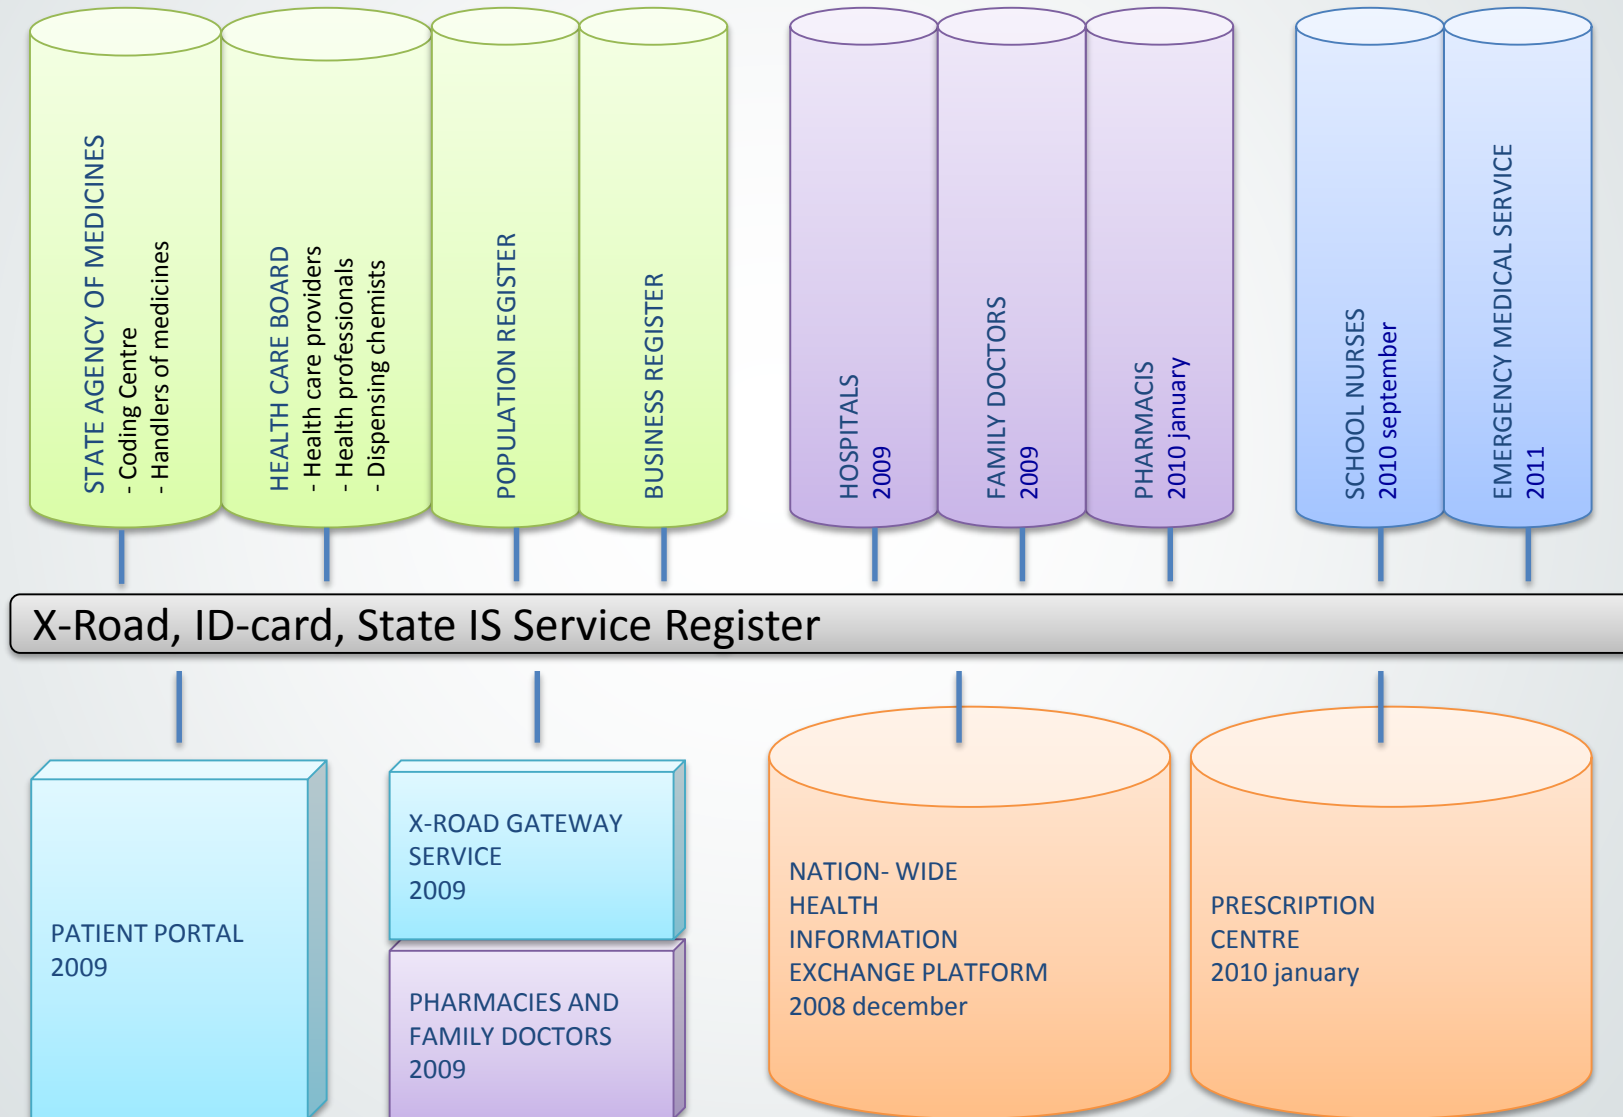 STATE AGENCY OF MEDICINES
- Coding Centre
- Handlers of medicines
HEALTH CARE BOARD
- Health care providers
- Health professionals
- Dispensing chemists
POPULATION REGISTER
BUSINESS REGISTER
HOSPITALS
2009
FAMILY DOCTORS
2009
PHARMACIS
2010 january
SCHOOL NURSES
2010 september
EMERGENCY MEDICAL SERVICE
2011
X-Road, ID-card, State IS Service Register
PATIENT PORTAL
2009
X-ROAD GATEWAY
SERVICE
2009
PHARMACIES AND
FAMILY DOCTORS
2009
NATION- WIDE
HEALTH
INFORMATION
EXCHANGE PLATFORM
2008 december
PRESCRIPTION
CENTRE
2010 january